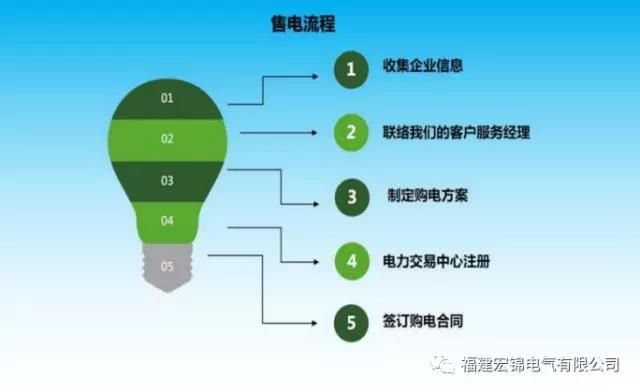 售电流程
01
1
收集企业信息
02
2
联络我们的客户服务经理
03
3
制定购电方案
04
4
电力交易中心注册
05
5
签订购电合同
福建宏锦电气有限公司